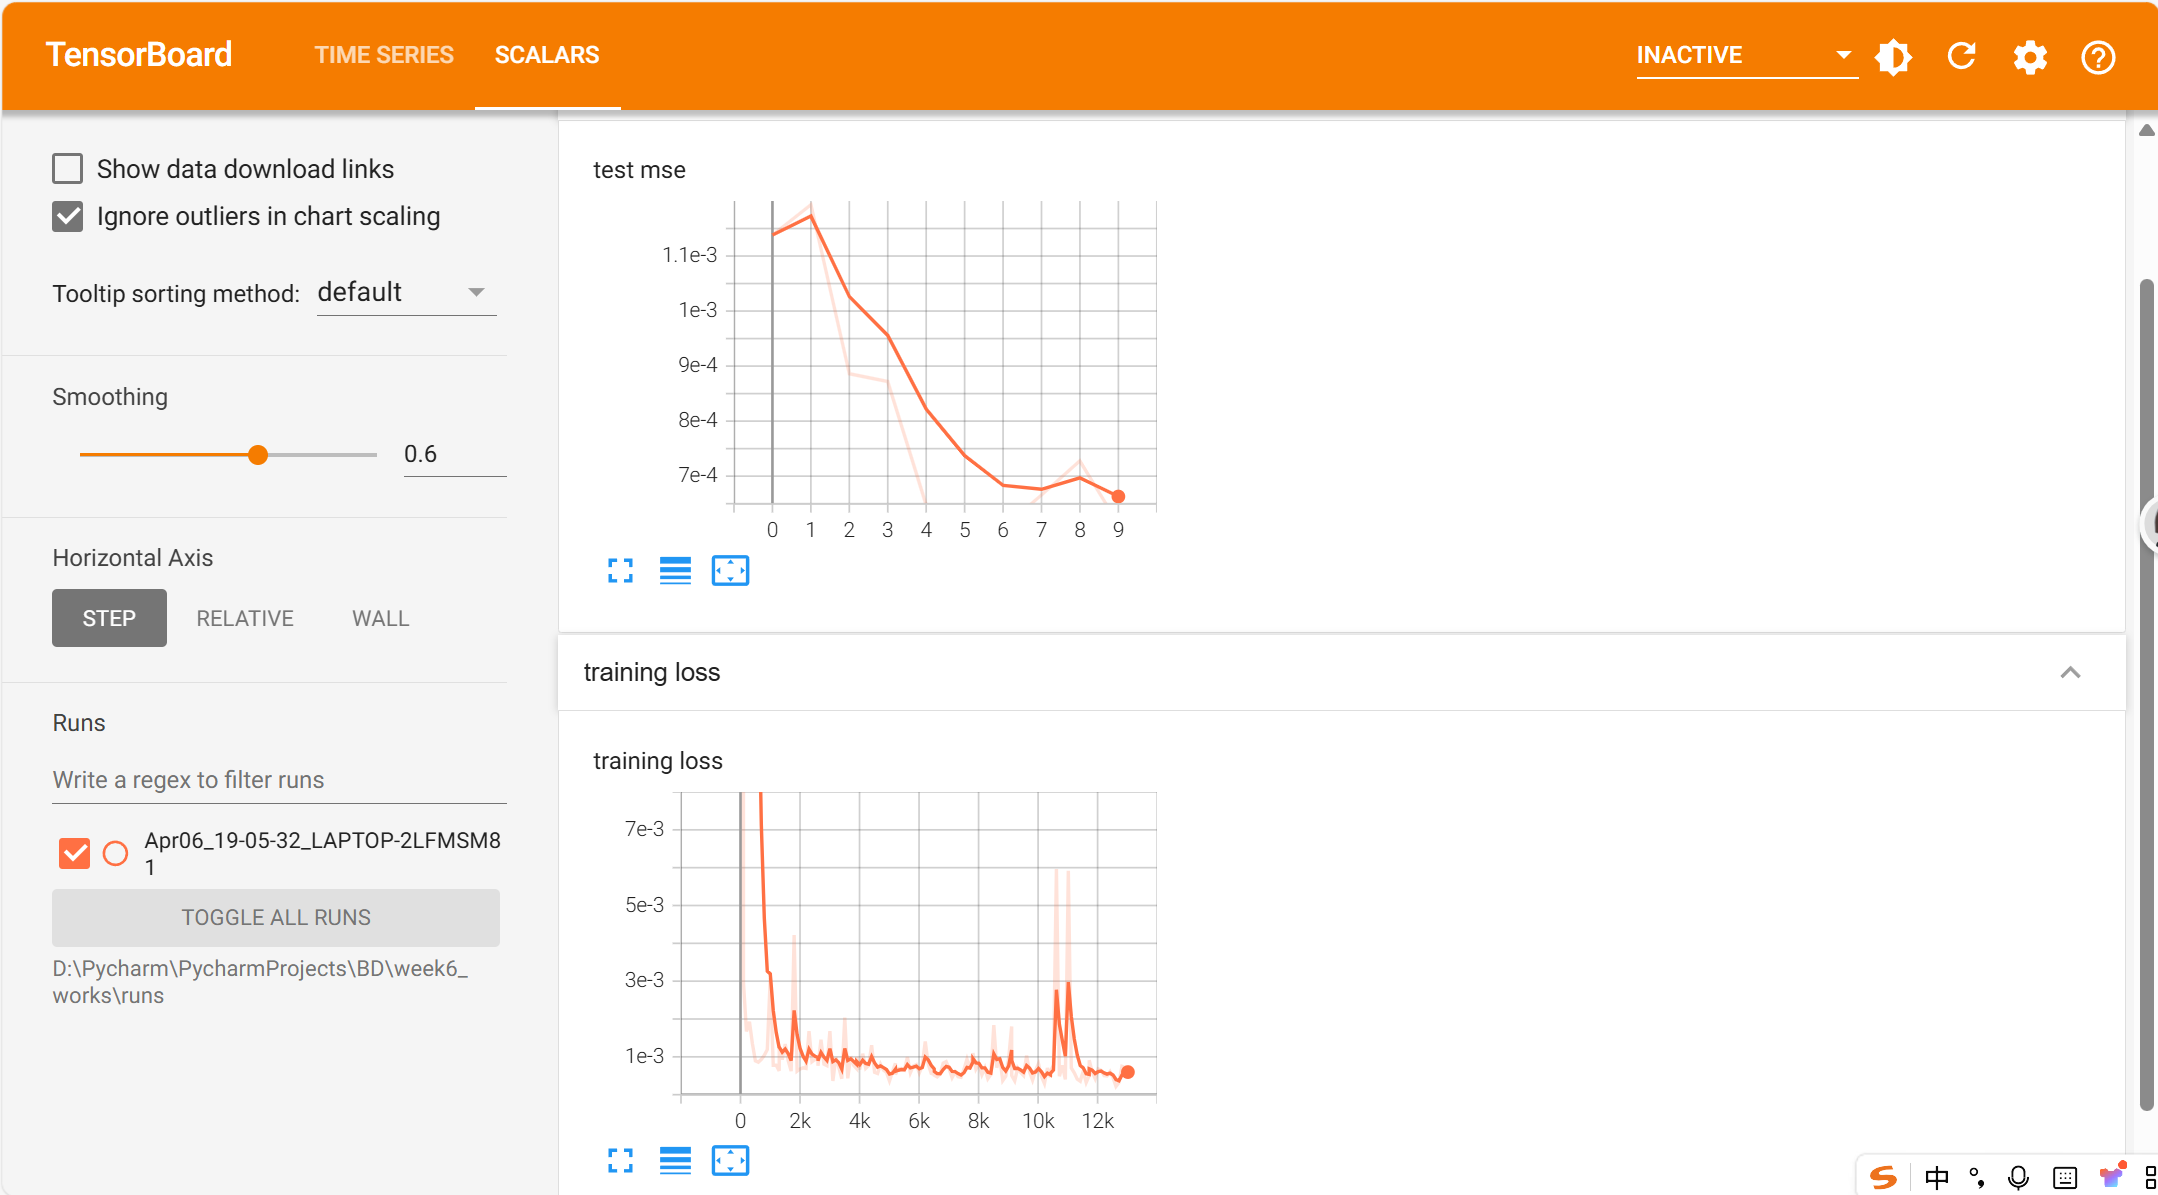 TensorBoard
TIME SERIES
SCALARS
INACTIVE
Show data download links
Ignore outliers in chart scaling
Tooltip sorting method: default
Smoothing
0.6
Horizontal Axis
STEP
RELATIVE
WALL
Runs
Write a regex to filter runs
Apr06_19-05-32_LAPTOP-2LFMSM8
1
TOGGLE ALL RUNS
D:\Pycharm\PycharmProjects\BD\week6_
works\runs
test mse
1.1e-3
1e-3
9e-4
8e-4
7e-4
0 1 2 3 4 5 6 7 8 9
training loss
training loss
7e-3
5e-3
3e-3
1e-3
0 2k 4k 6k 8k 10k 12k
中